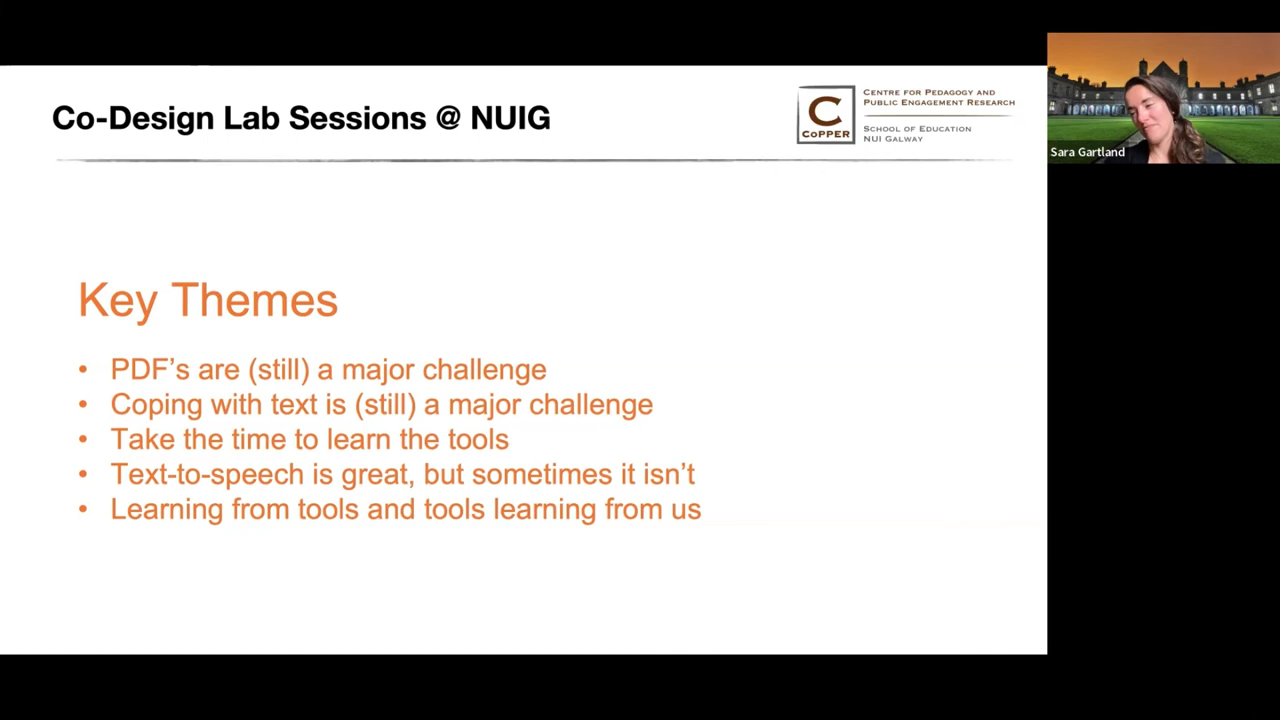 Co-Design Lab Sessions @ NUIG
C
CoPPER
Centre for Pedagogy and
Public Engagement Research
School of Education
NUI Galway
Sara Gartland
Key Themes
• PDF’s are (still) a major challenge
• Coping with text is (still) a major challenge
• Take the time to learn the tools
• Text-to-speech is great, but sometimes it isn’t
• Learning from tools and tools learning from us